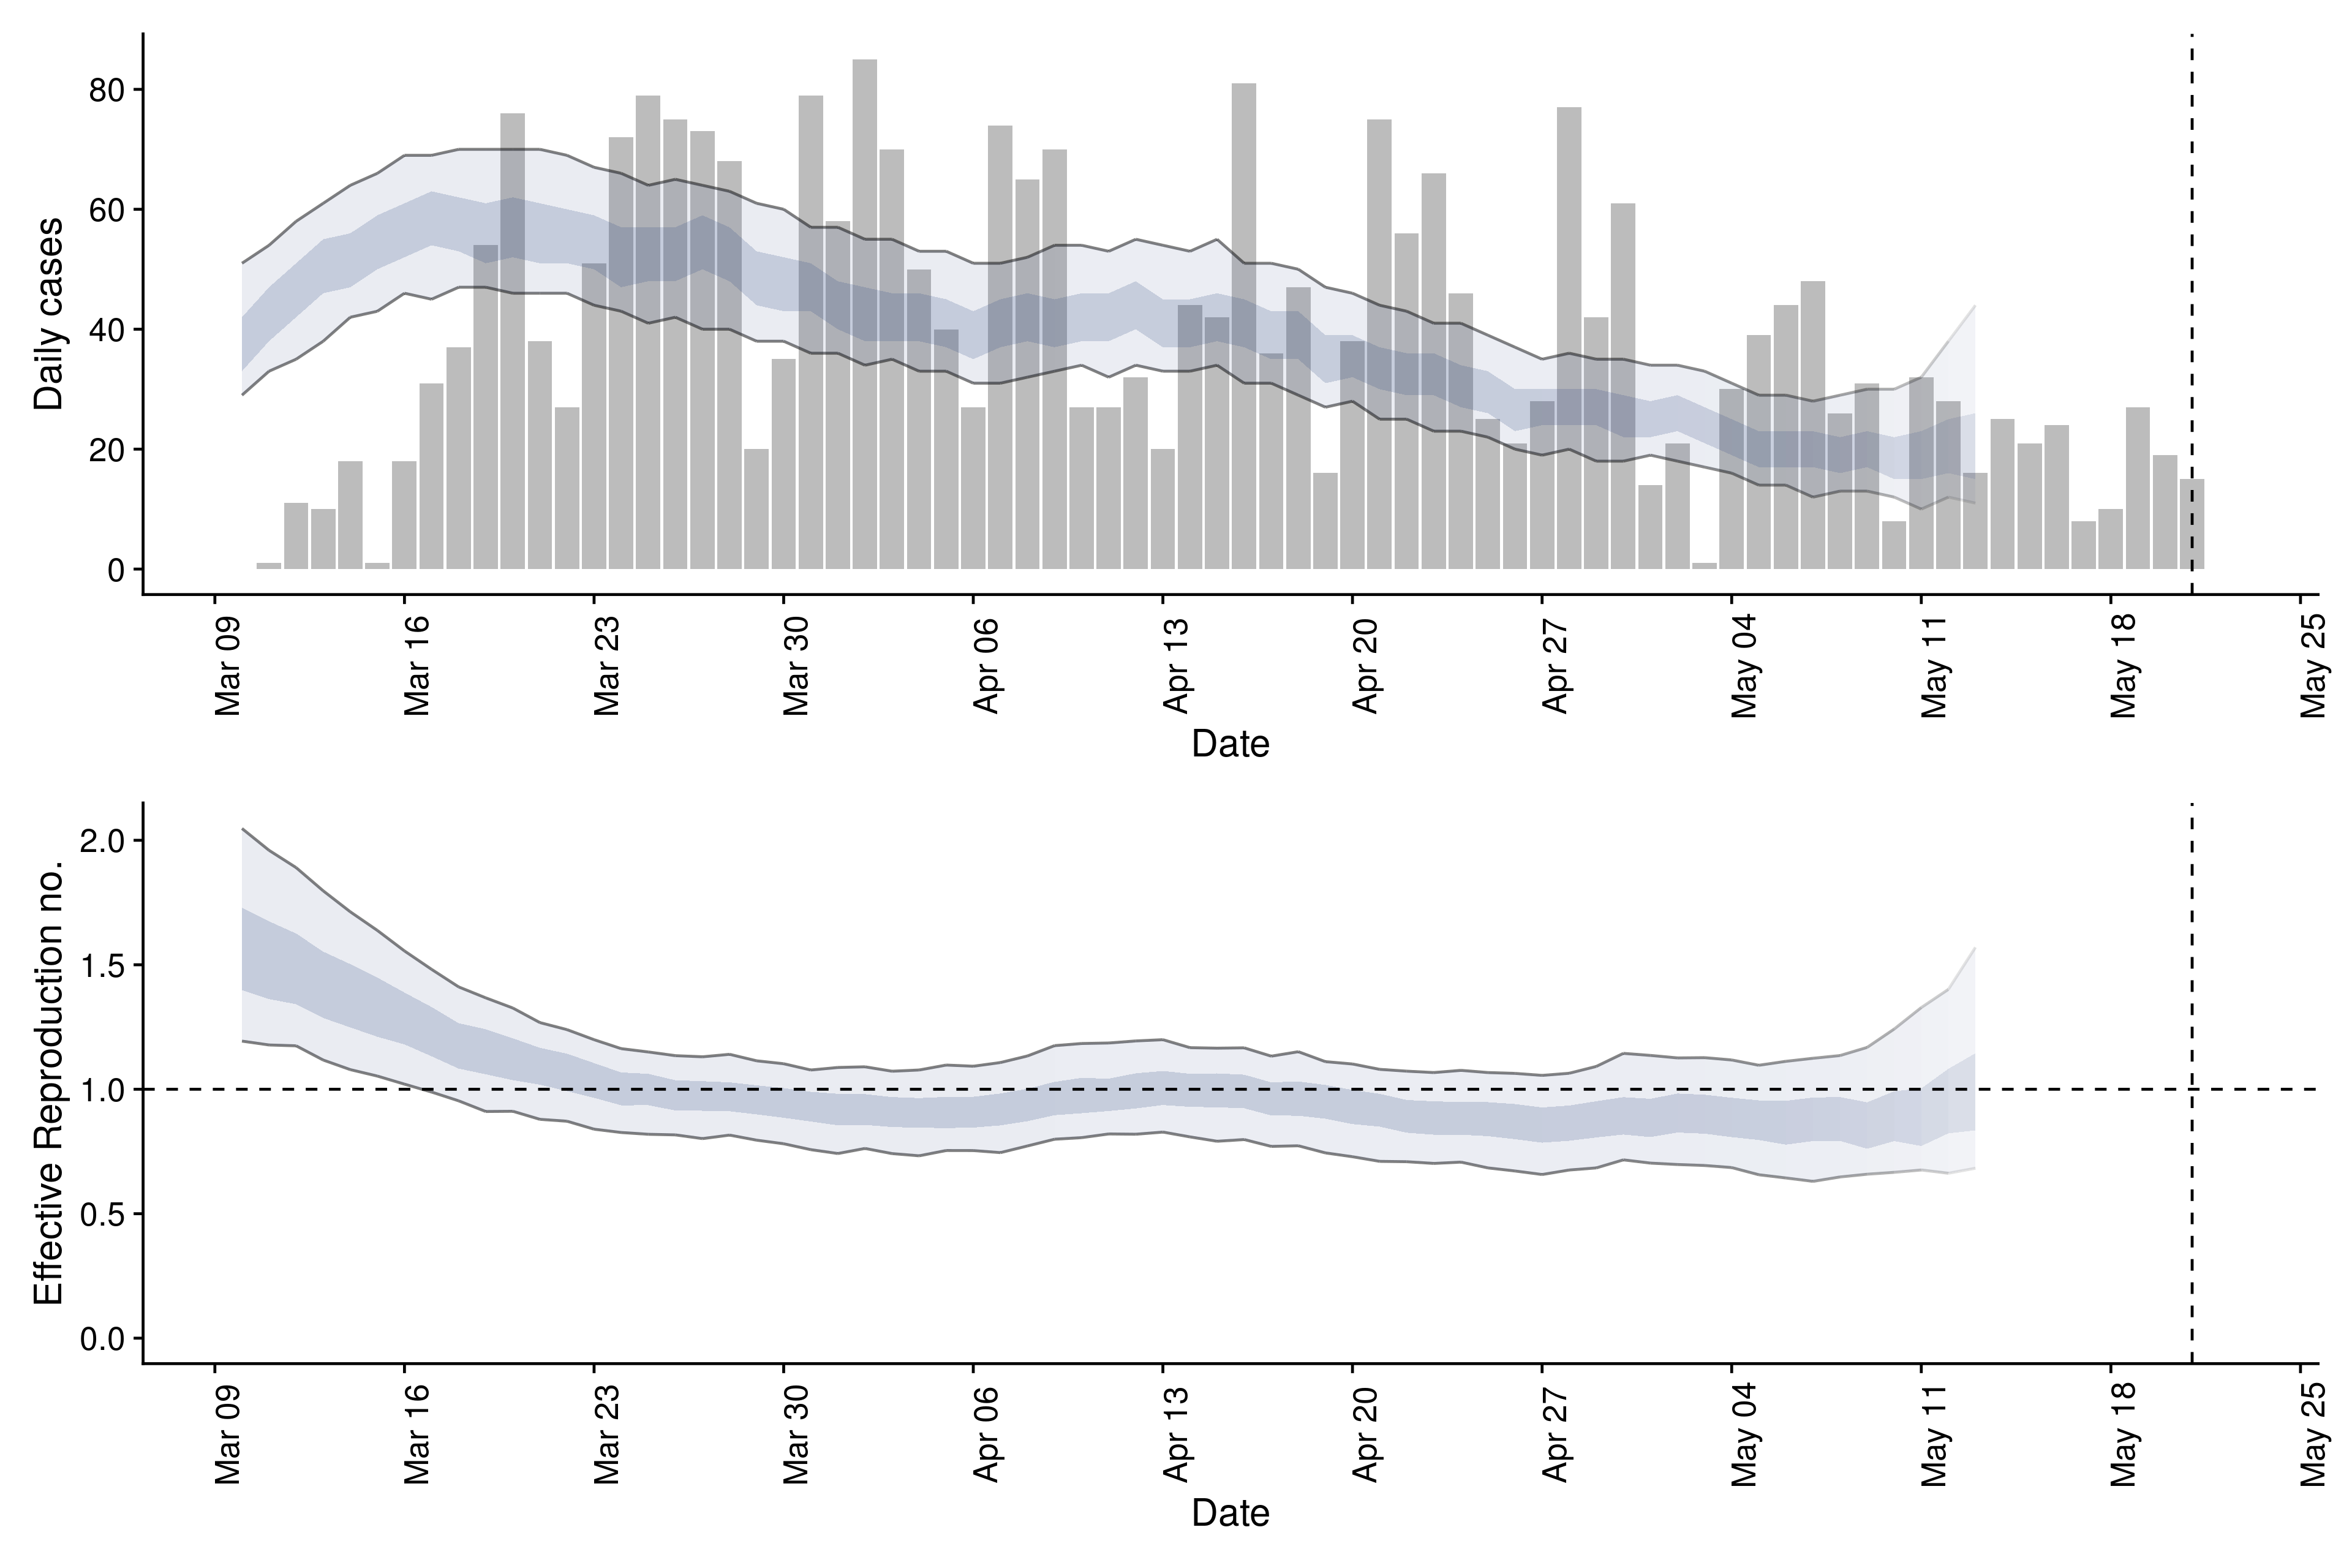 Daily cases
80
60
40
20
0
Mar 09
Mar 16
Mar 23
Mar 30
Apr 06
Apr 13
Apr 20
Apr 27
May 04
May 11
May 18
May 25
Date
Effective Reproduction no.
2.0
1.5
1.0
0.5
0.0
Mar 09
Mar 16
Mar 23
Mar 30
Apr 06
Apr 13
Apr 20
Apr 27
May 04
May 11
May 18
May 25
Date